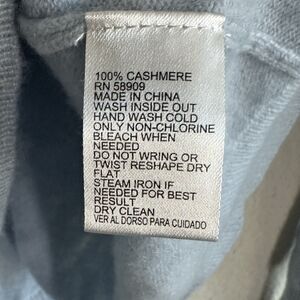 100% CASHMERE
RN 58909
MADE IN CHINA
WASH INSIDE OUT
HAND WASH COLD
ONLY NON-CHLORINE
BLEACH WHEN
NEEDED
DO NOT WRING OR
TWIST RESHAPE DRY
FLAT
STEAM IRON IF
NEEDED FOR BEST
RESULT
DRY CLEAN
VER AL DORSO PARA CUIDADO